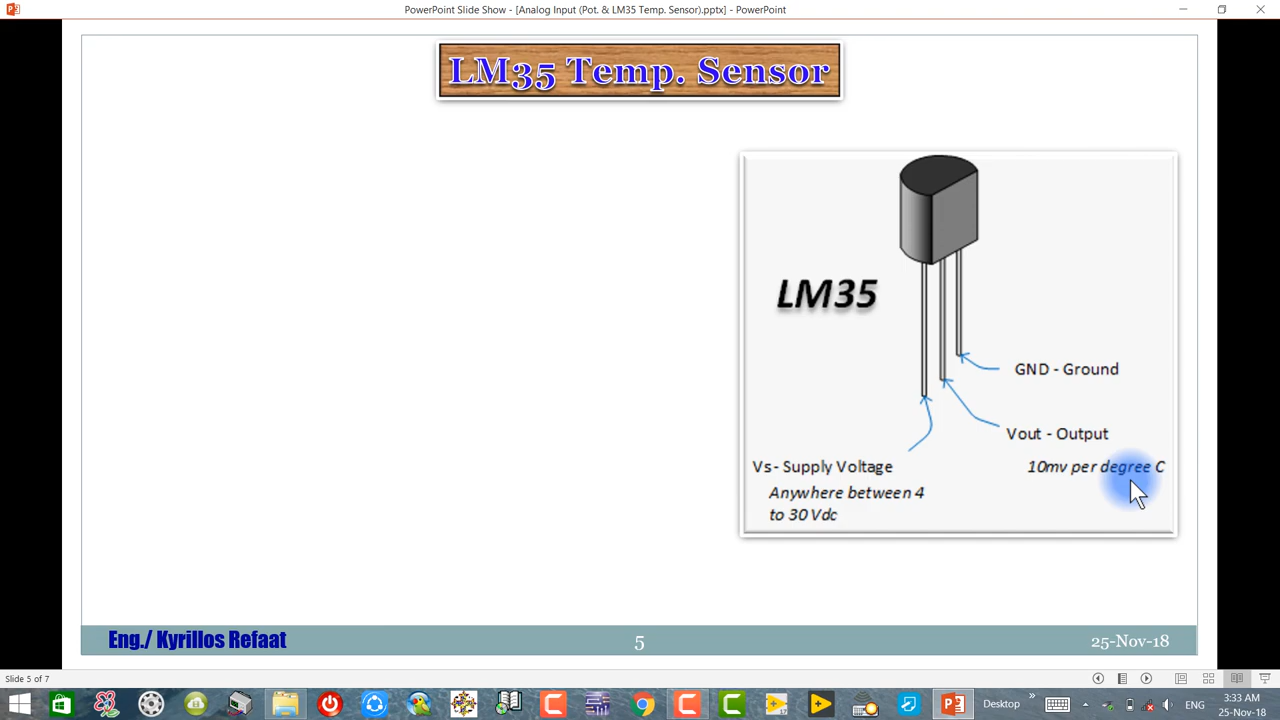 PowerPoint Slide Show - [Analog Input (Pot. & LM35 Temp. Sensor).pptx] - PowerPoint
LM35 Temp. Sensor
LM35
GND - Ground
Vout - Output
10mv per degree C
Vs- Supply Voltage
Anywhere between 4
to 30 Vdc
Eng./ Kyrillos Refaat
5
25-Nov-18
Slide 5 of 7
Desktop
ENG
3:33 AM
25-Nov-18